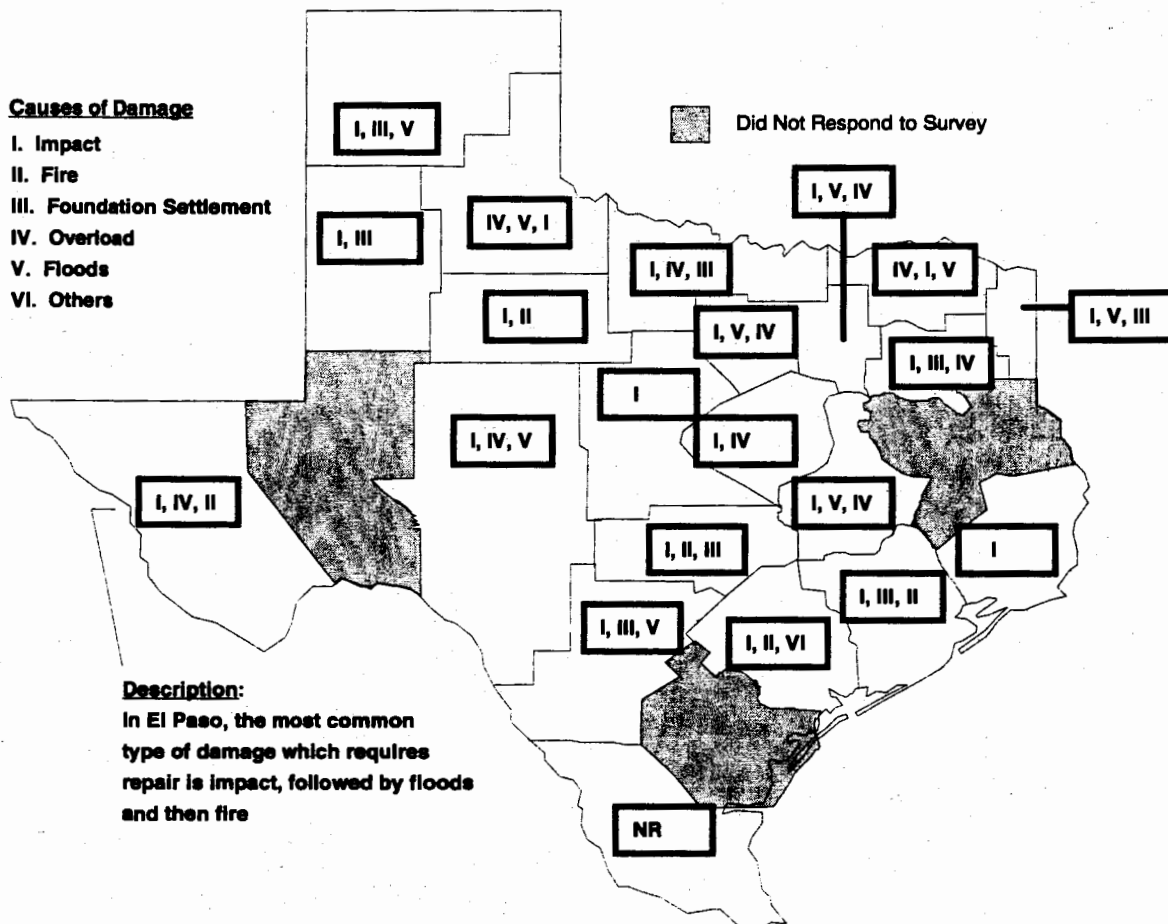 Causes of Damage
I. Impact
II. Fire
III. Foundation Settlement
IV. Overload
V. Floods
VI. Others
Did Not Respond to Survey
I, III, V
I, V, IV
I, III
IV, V, I
I, IV, III
IV, I, V
I, II
I, V, IV
I, V, III
I, III, IV
I
I, IV, V
I, IV
I, IV, II
I, V, IV
I, II, III
I
I, III, II
I, III, V
I, II, VI
Description:
In El Paso, the most common
type of damage which requires
repair is impact, followed by floods
and then fire
NR